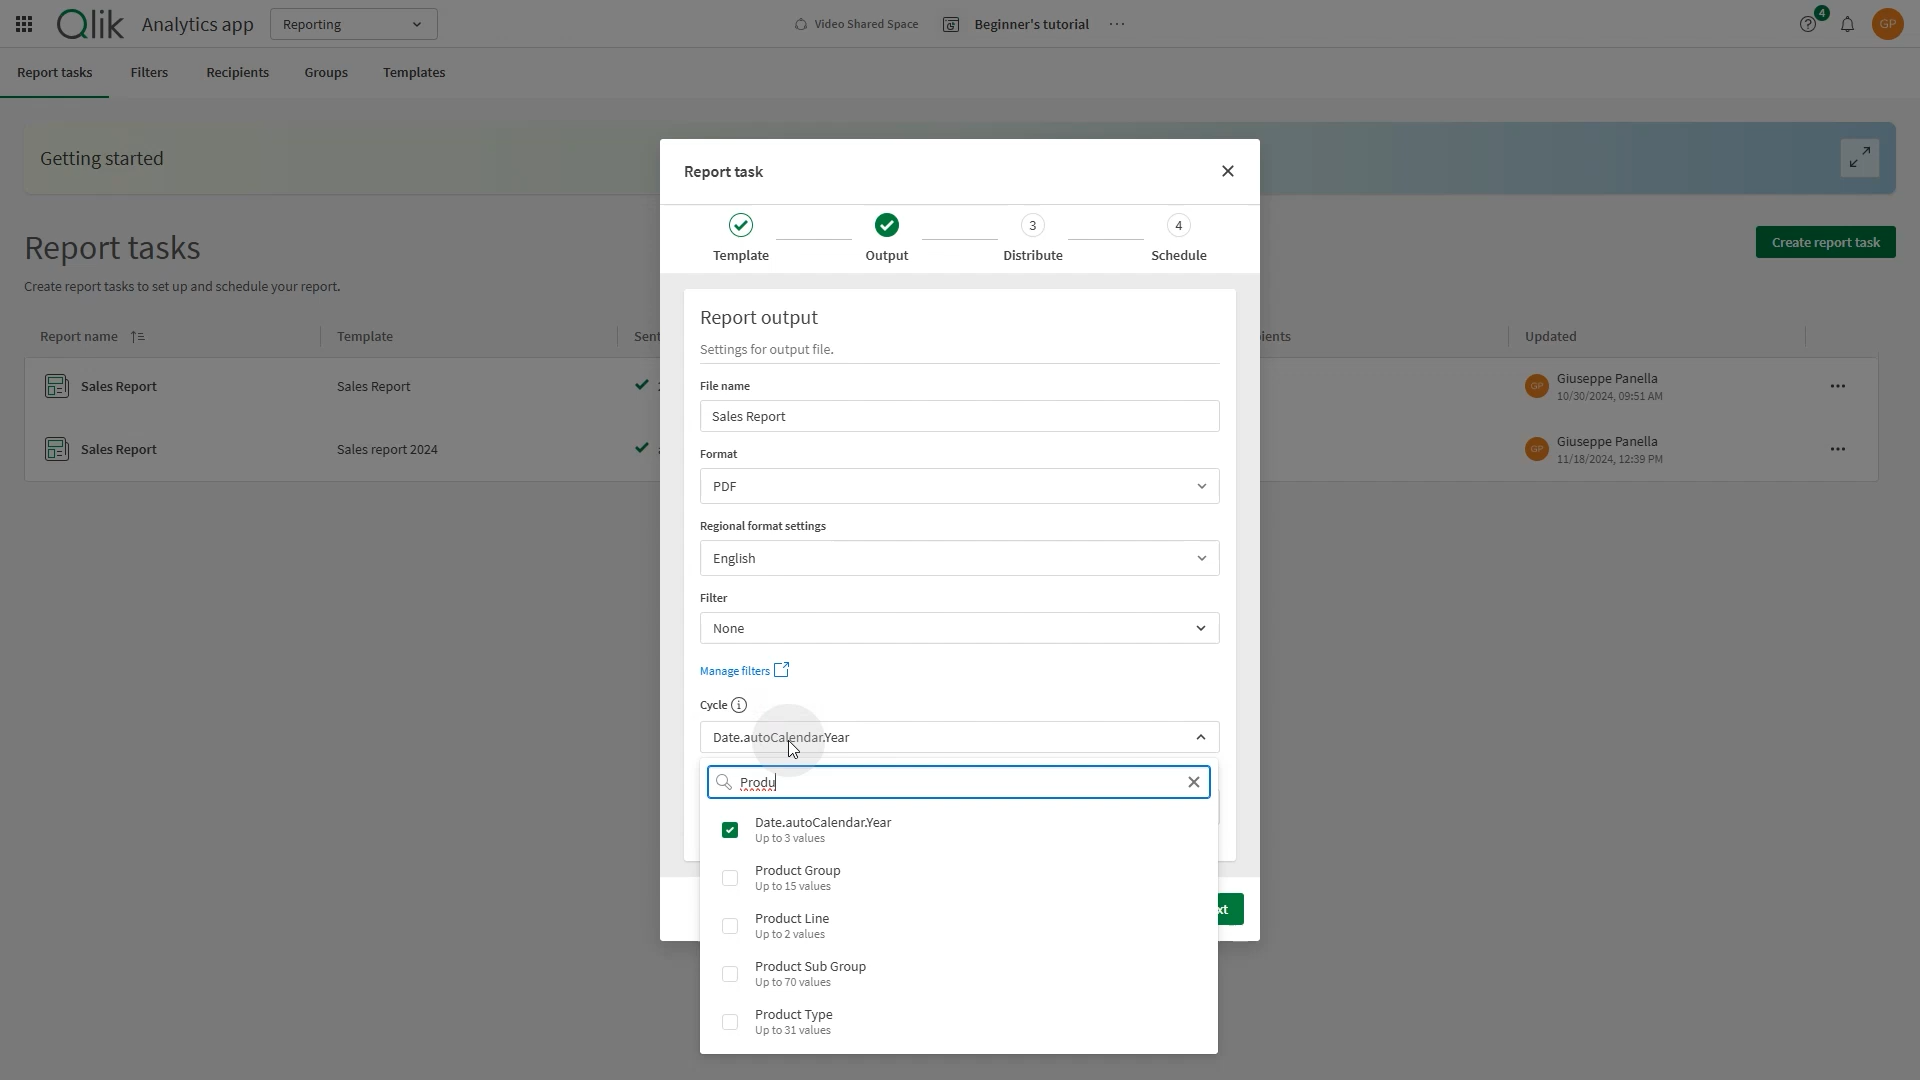 Qlik Analytics app Reporting Video Shared Space Beginner's tutorial ... 4 GP
Report tasks Filters Recipients Groups Templates
Getting started
Report tasks
Create report task
Create report tasks to set up and schedule your report.
Report name Template Sent ients Updated
Sales Report Sales Report GP Giuseppe Panella
10/30/2024, 09:51 AM
Sales Report Sales report 2024 GP Giuseppe Panella
11/18/2024, 12:39 PM
Report task
3 4
Template Output Distribute Schedule
Report output
Settings for output file.
File name
Sales Report
Format
PDF
Regional format settings
English
Filter
None
Manage filters
Cycle
Date.autoCalendar.Year
Produ
Date.autoCalendar.Year
Up to 3 values
Product Group
Up to 15 values
xt
Product Line
Up to 2 values
Product Sub Group
Up to 70 values
Product Type
Up to 31 values